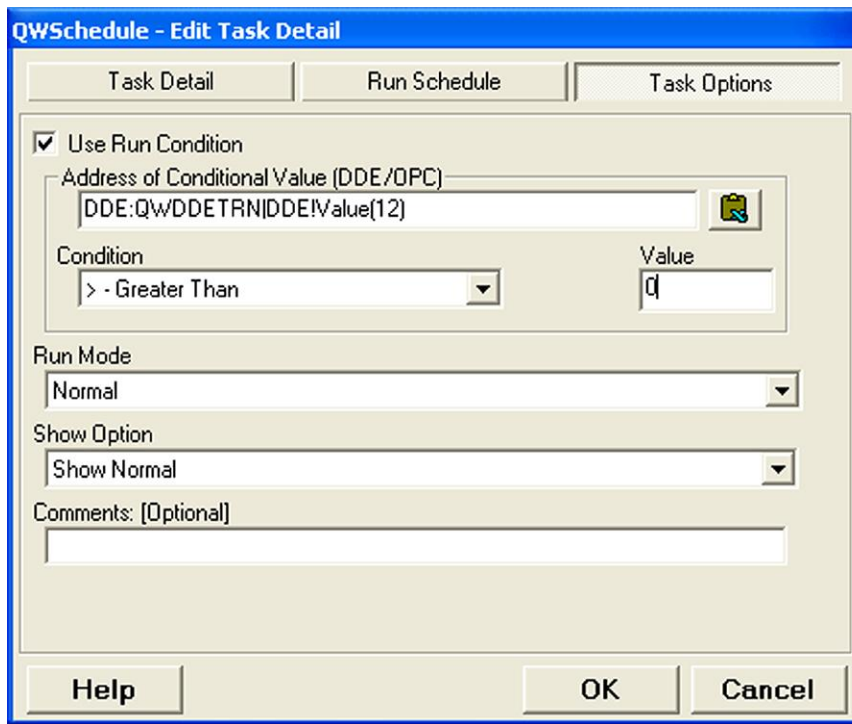 QWSchedule - Edit Task Detail
Task Detail Run Schedule Task Options
Use Run Condition
Address of Conditional Value (DDE/OPC)
DDE:QWDDETRN|DDE!Value(12)
Condition Value
> - Greater Than 0
Run Mode
Normal
Show Option
Show Normal
Comments: [Optional]
Help OK Cancel